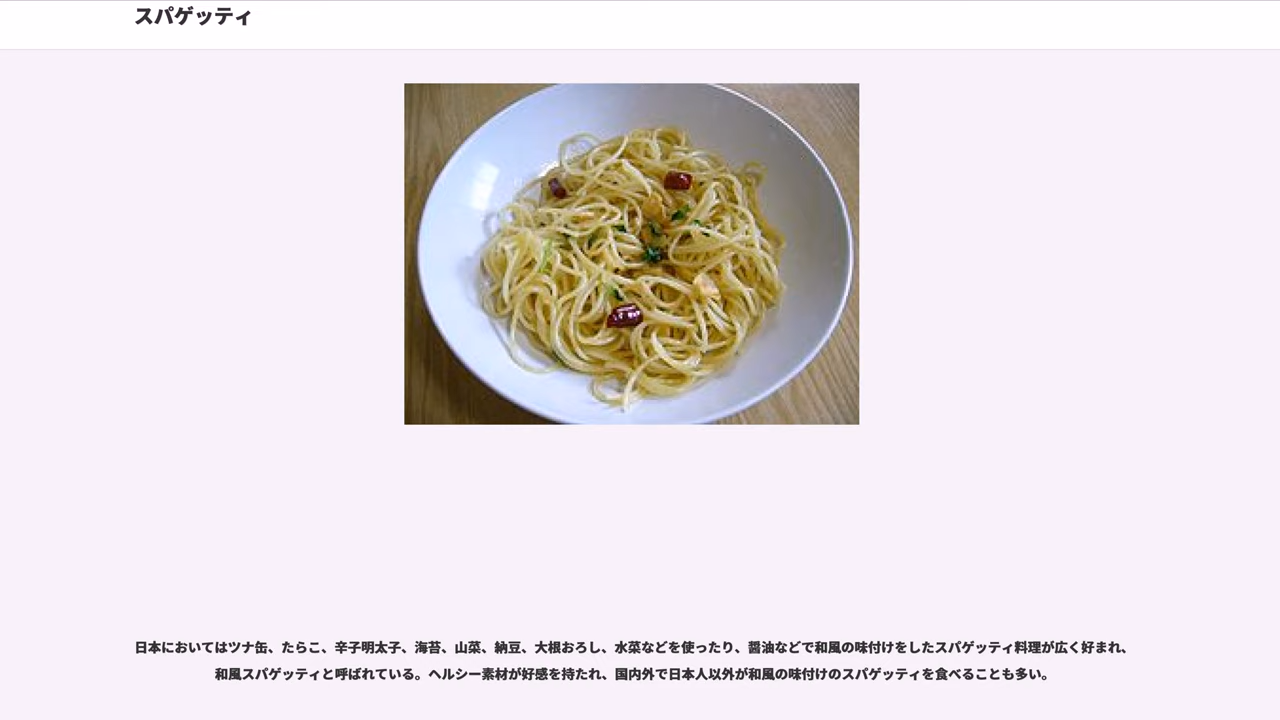 スパゲッティ
日本においてはツナ缶、たらこ、辛子明太子、海苔、山菜、納豆、大根おろし、水菜などを使ったり、醤油などで和風の味付けをしたスパゲッティ料理が広く好まれ、
和風スパゲッティと呼ばれている。ヘルシー素材が好感を持たれ、国内外で日本人以外が和風の味付けのスパゲッティを食べることも多い。